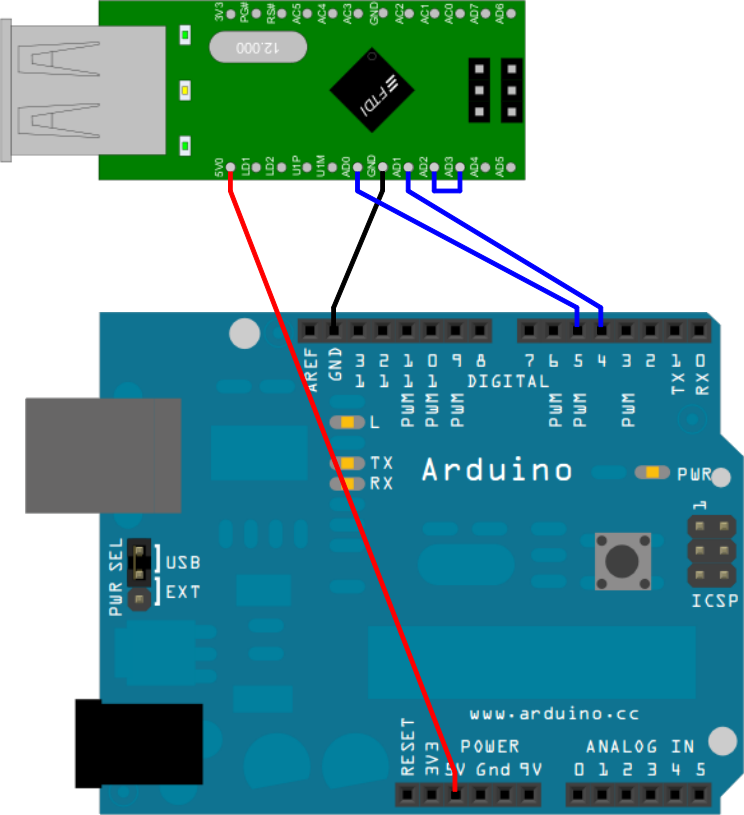 3V3 PG# RS# AC5 AC4 AC3 GND AC2 AC1 AC0 AD7 AD6
12.000
FTDI
5V0 LD1 LD2 U1P U1M AD0 GND AD1 AD2 AD3 AD4 AD5
AREF GND 13 12 11 10 9 8 7 6 5 4 3 2 1 0
DIGITAL
PWM PWM PWM PWM PWM PWM TX RX
L
TX
RX
Arduino
PWR
1
ICSP
PWR SEL
USB
EXT
www.arduino.cc
RESET 3V3 5V Gnd 9V
POWER
ANALOG IN
0 1 2 3 4 5